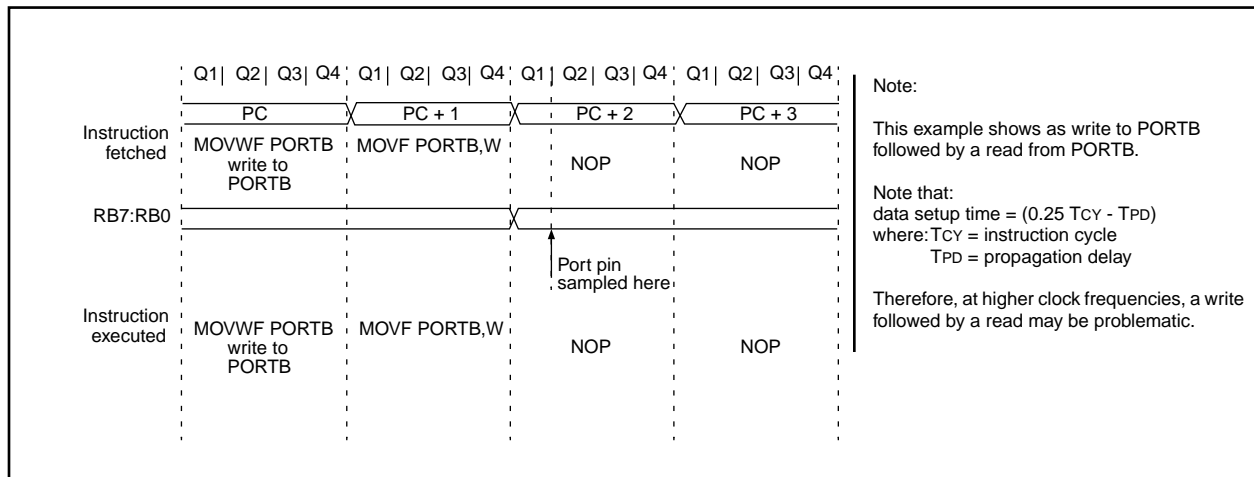 Q1| Q2| Q3| Q4 Q1| Q2| Q3| Q4 Q1| Q2| Q3| Q4 Q1| Q2| Q3| Q4
PC PC + 1 PC + 2 PC + 3
Instruction
fetched
MOVWF PORTB
write to
PORTB
MOVF PORTB,W
NOP
NOP
RB7:RB0
Port pin
sampled here
Instruction
executed
MOVWF PORTB
write to
PORTB
MOVF PORTB,W
NOP
NOP
Note:
This example shows as write to PORTB
followed by a read from PORTB.
Note that:
data setup time = (0.25 TCY - TPD)
where:TCY = instruction cycle
TPD = propagation delay
Therefore, at higher clock frequencies, a write
followed by a read may be problematic.